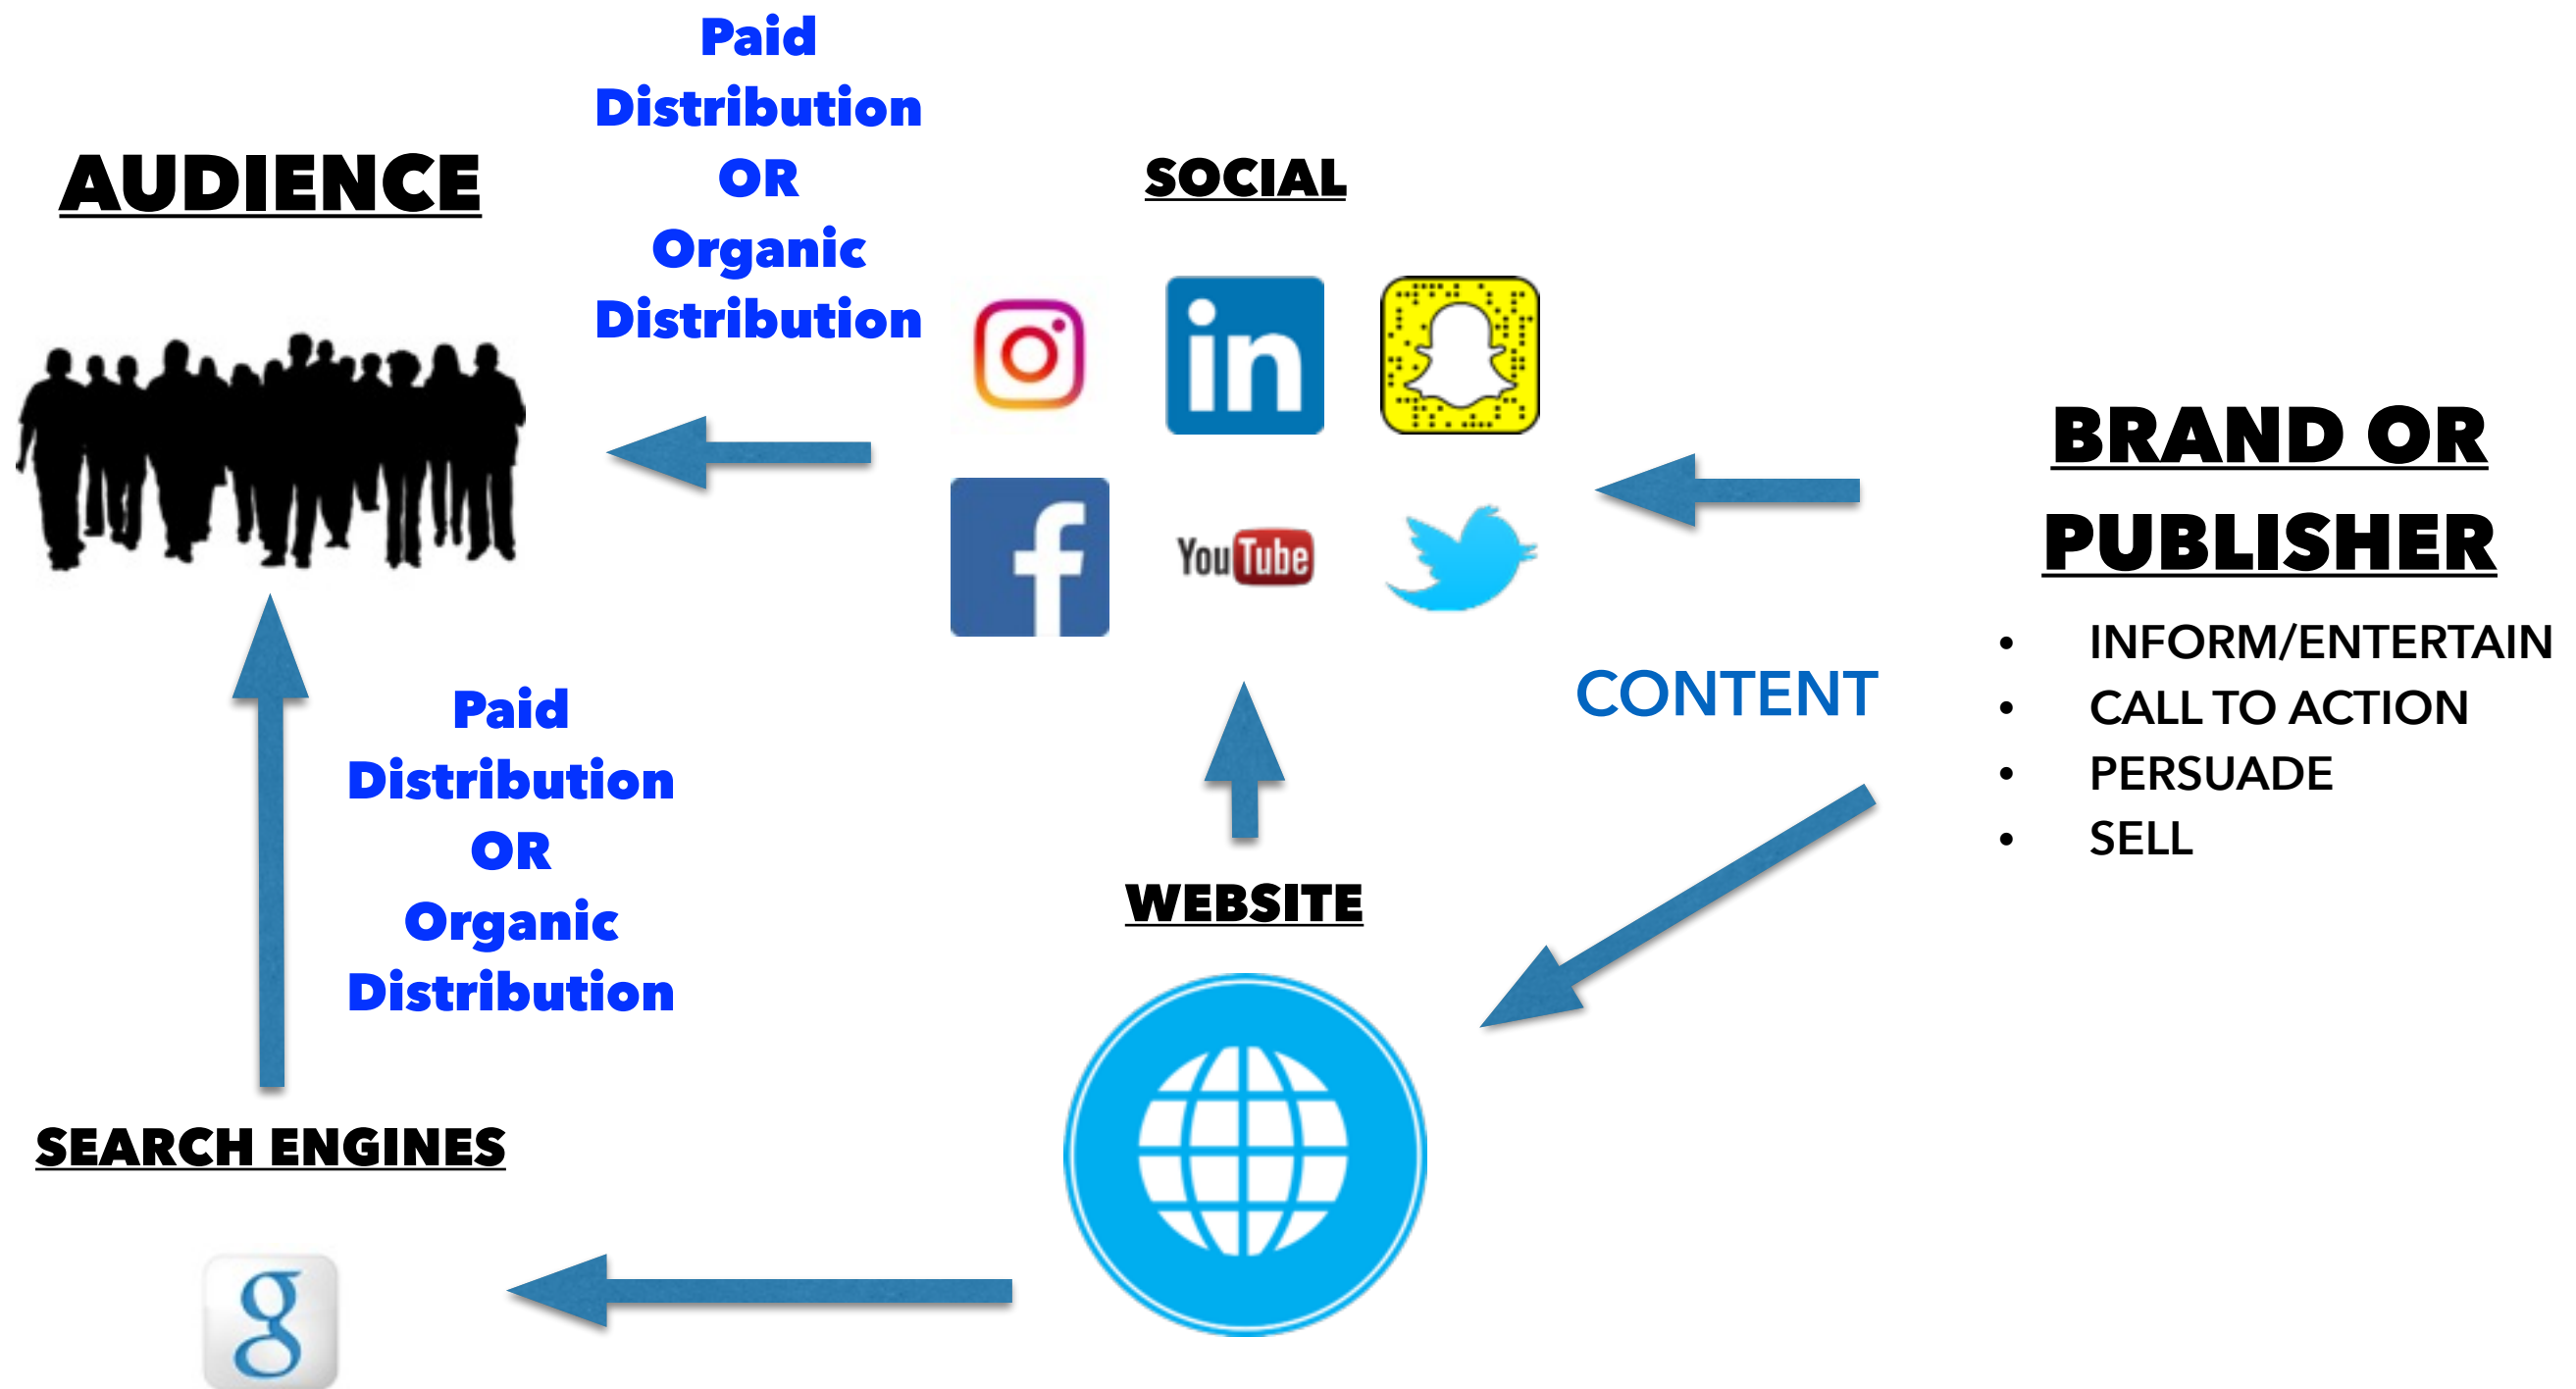 Paid
Distribution
OR
Organic
Distribution
AUDIENCE
SOCIAL
in
f
You Tube
BRAND OR
PUBLISHER
• INFORM/ENTERTAIN
• CALL TO ACTION
• PERSUADE
• SELL
CONTENT
Paid
Distribution
OR
Organic
Distribution
WEBSITE
SEARCH ENGINES
g